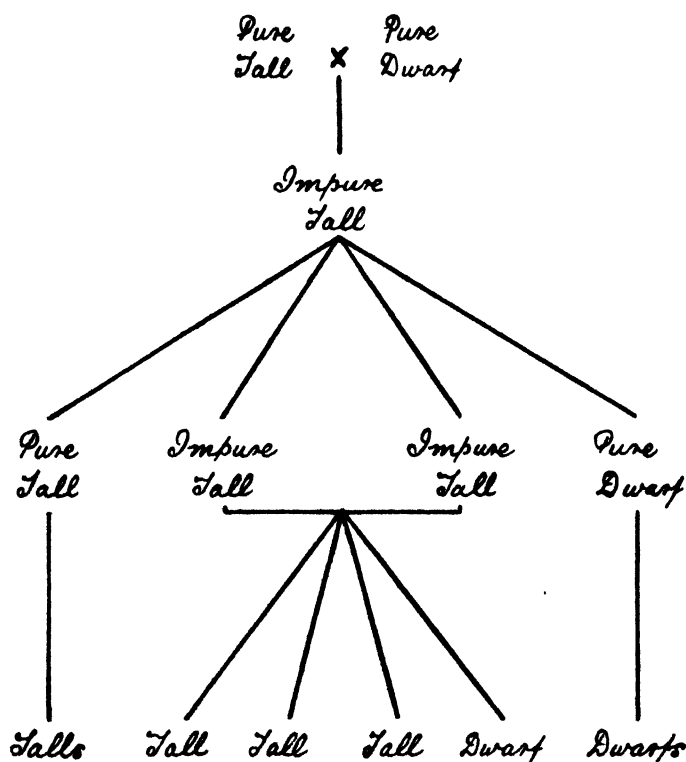 Pure Pure
Tall × Dwarf
Impure
Tall
Pure Impure Impure Pure
Tall Tall Tall Dwarf
Talls Tall Tall Tall Dwarf Dwarfs